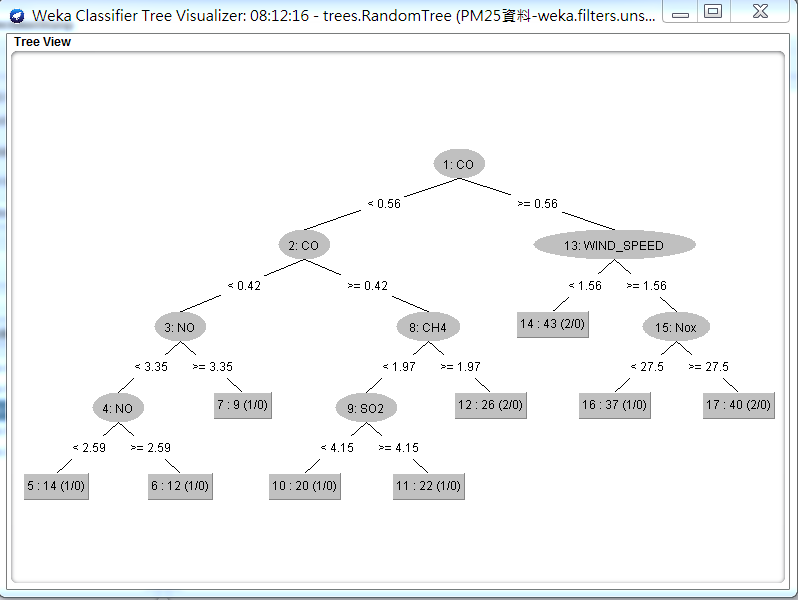 Weka Classifier Tree Visualizer: 08:12:16 - trees.RandomTree (PM25資料-weka.filters.uns...
Tree View
1: CO
< 0.56
>= 0.56
2: CO
13: WIND_SPEED
< 0.42
>= 0.42
< 1.56
>= 1.56
3: NO
8: CH4
14 : 43 (2/0)
15: Nox
< 3.35
>= 3.35
< 1.97
>= 1.97
< 27.5
>= 27.5
4: NO
7 : 9 (1/0)
9: SO2
12 : 26 (2/0)
16 : 37 (1/0)
17 : 40 (2/0)
< 2.59
>= 2.59
< 4.15
>= 4.15
5 : 14 (1/0)
6 : 12 (1/0)
10 : 20 (1/0)
11 : 22 (1/0)